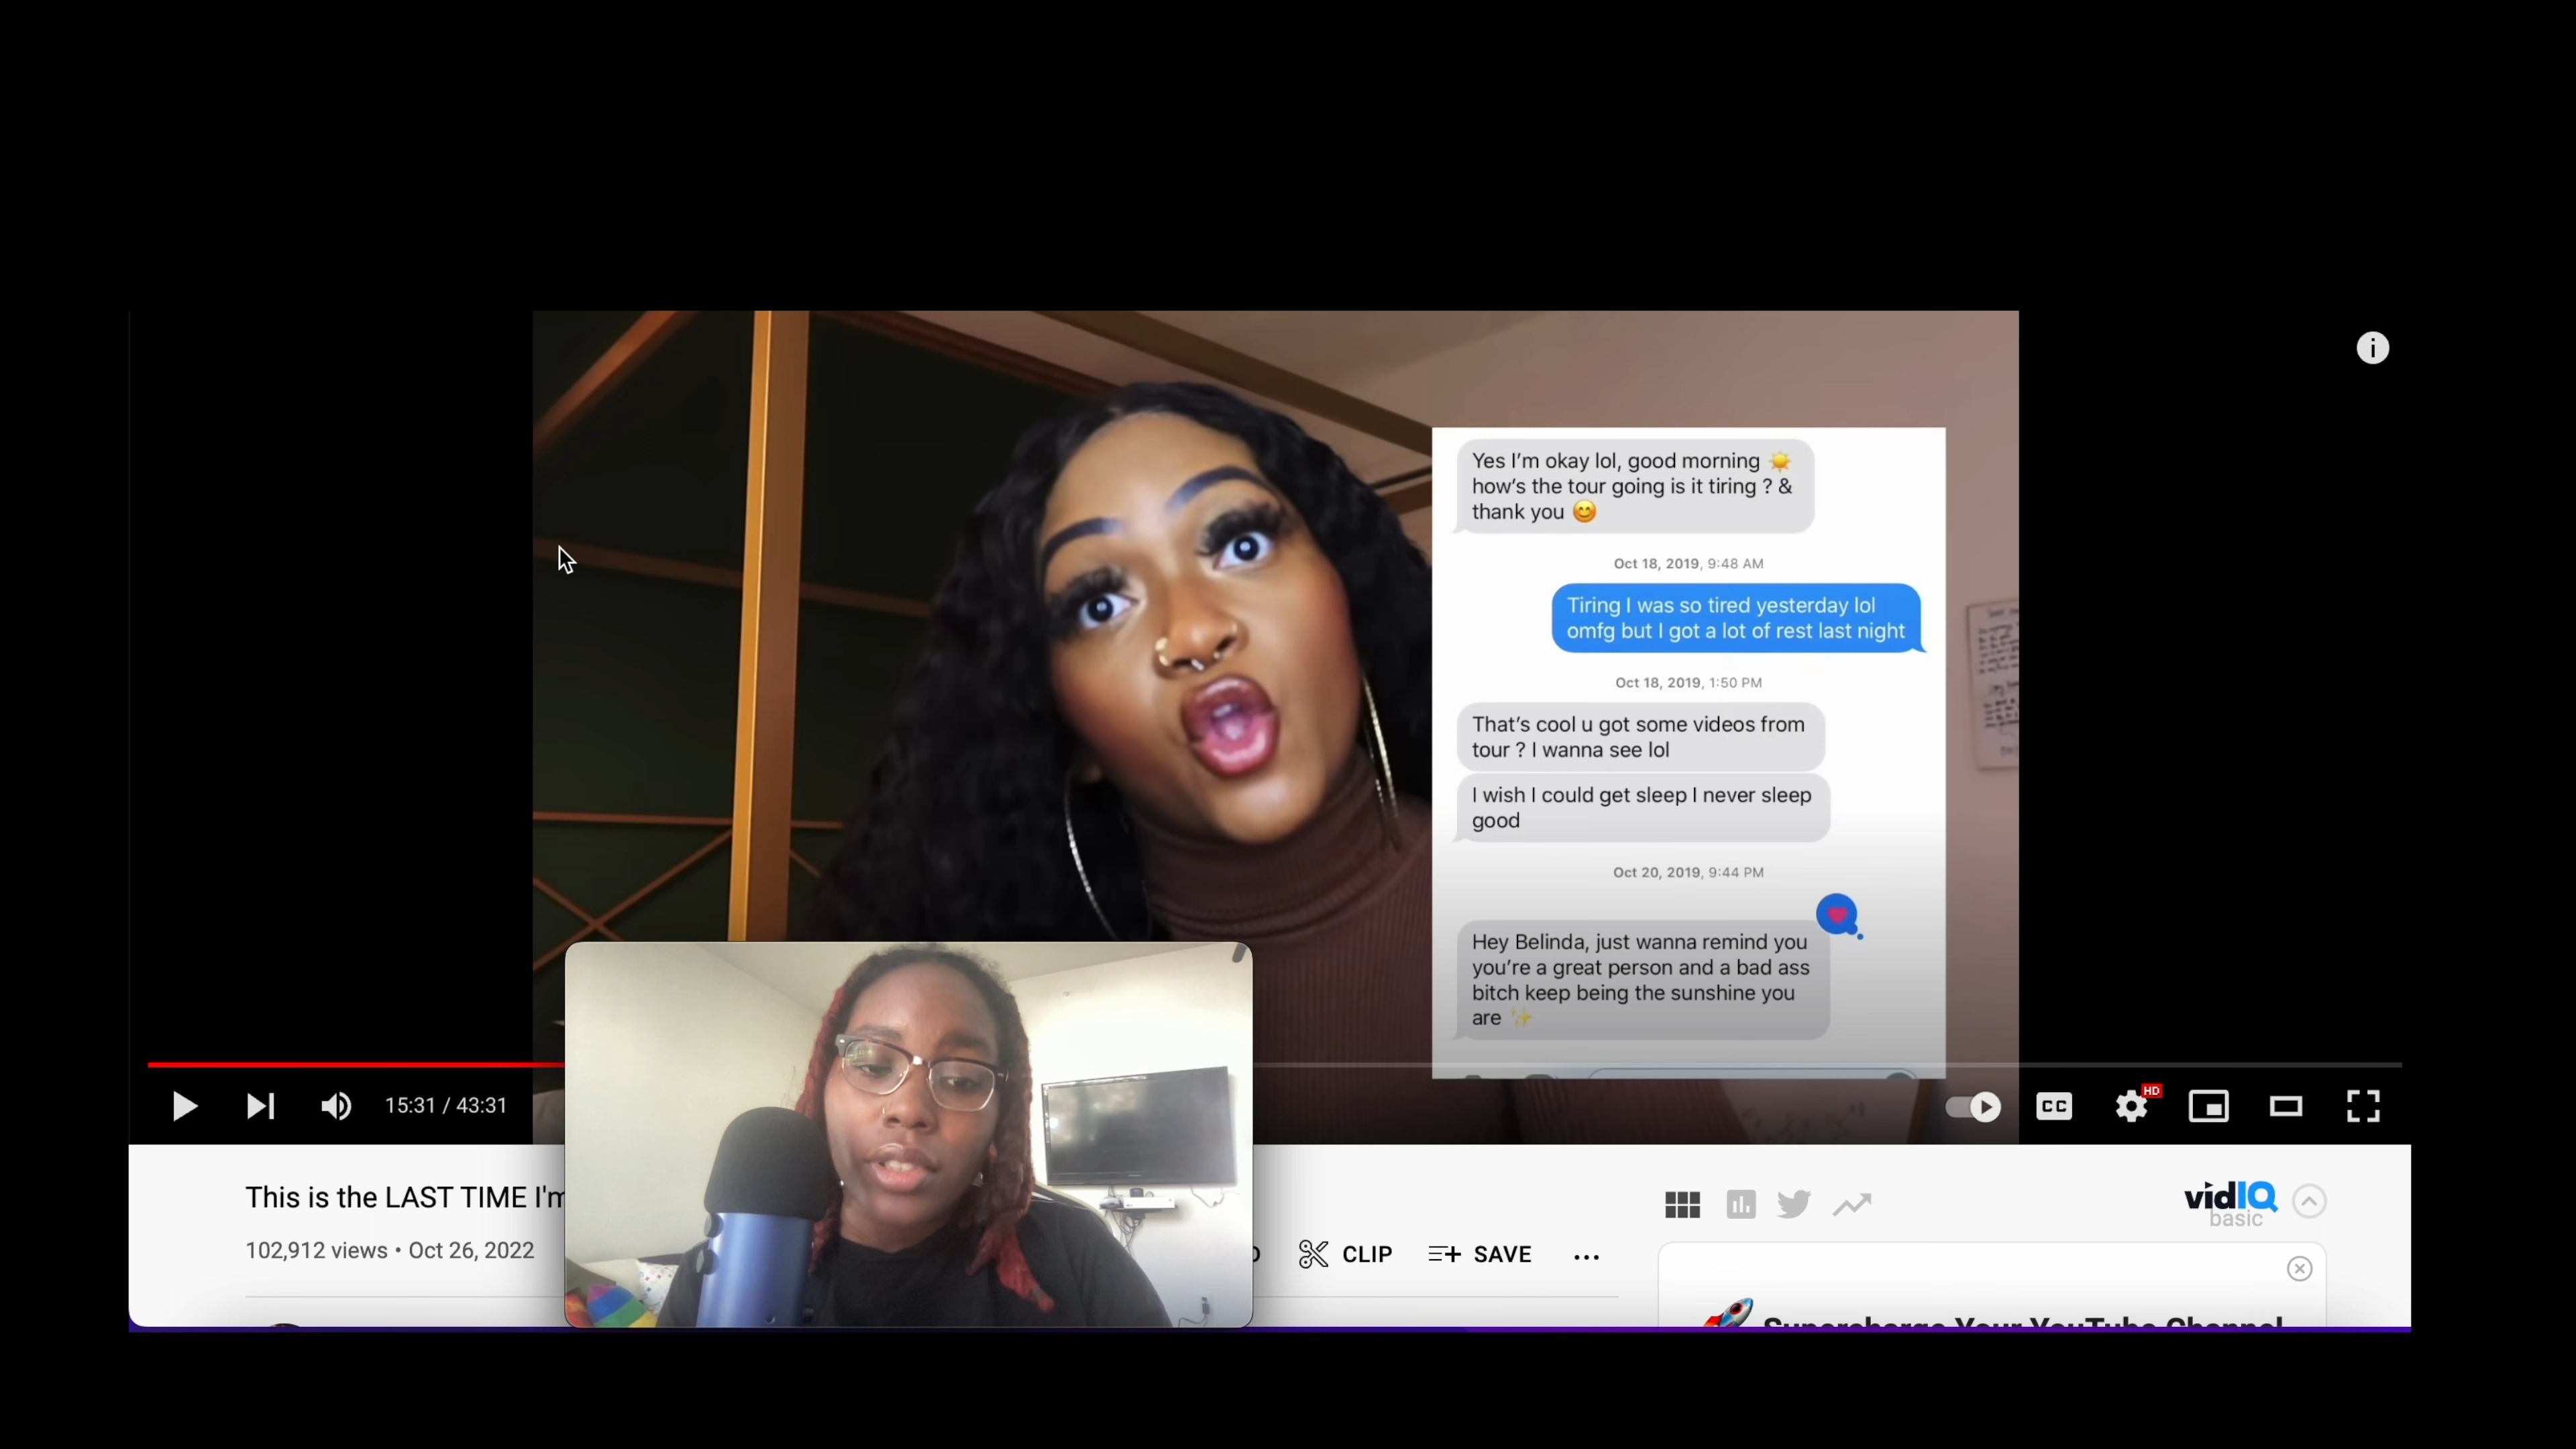 Yes I'm okay lol, good morning ☀️
how's the tour going is it tiring ? &
thank you 😊
Oct 18, 2019, 9:48 AM
Tiring I was so tired yesterday lol
omfg but I got a lot of rest last night
Oct 18, 2019, 1:50 PM
That's cool u got some videos from
tour ? I wanna see lol
I wish I could get sleep I never sleep
good
Oct 20, 2019, 9:44 PM
Hey Belinda, just wanna remind you
you're a great person and a bad ass
bitch keep being the sunshine you
are ✨
15:31 / 43:31
CC
HD
This is the LAST TIME I'm
102,912 views • Oct 26, 2022
CLIP
SAVE
vidIQ
basic
Supercharge Your YouTube Channel